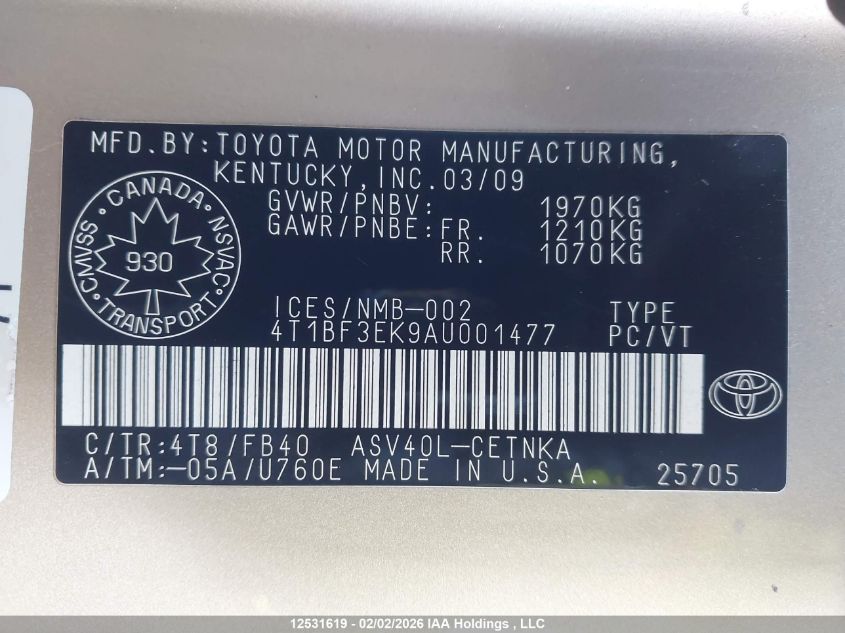 MFD.BY:TOYOTA MOTOR MANUFACTURING,
KENTUCKY,INC.03/09
GVWR/PNBV: 1970KG
GAWR/PNBE:FR. 1210KG
RR. 1070KG
CANADA
CMVSS 930 NSVAC
TRANSPORT
ICES/NMB-002 TYPE
4T1BF3EK9AU001477 PC/VT
C/TR:4T8/FB40 ASV40L-CETNKA
A/TM:-05A/U760E MADE IN U.S.A. 25705
12531619 - 02/02/2026 IAA Holdings , LLC